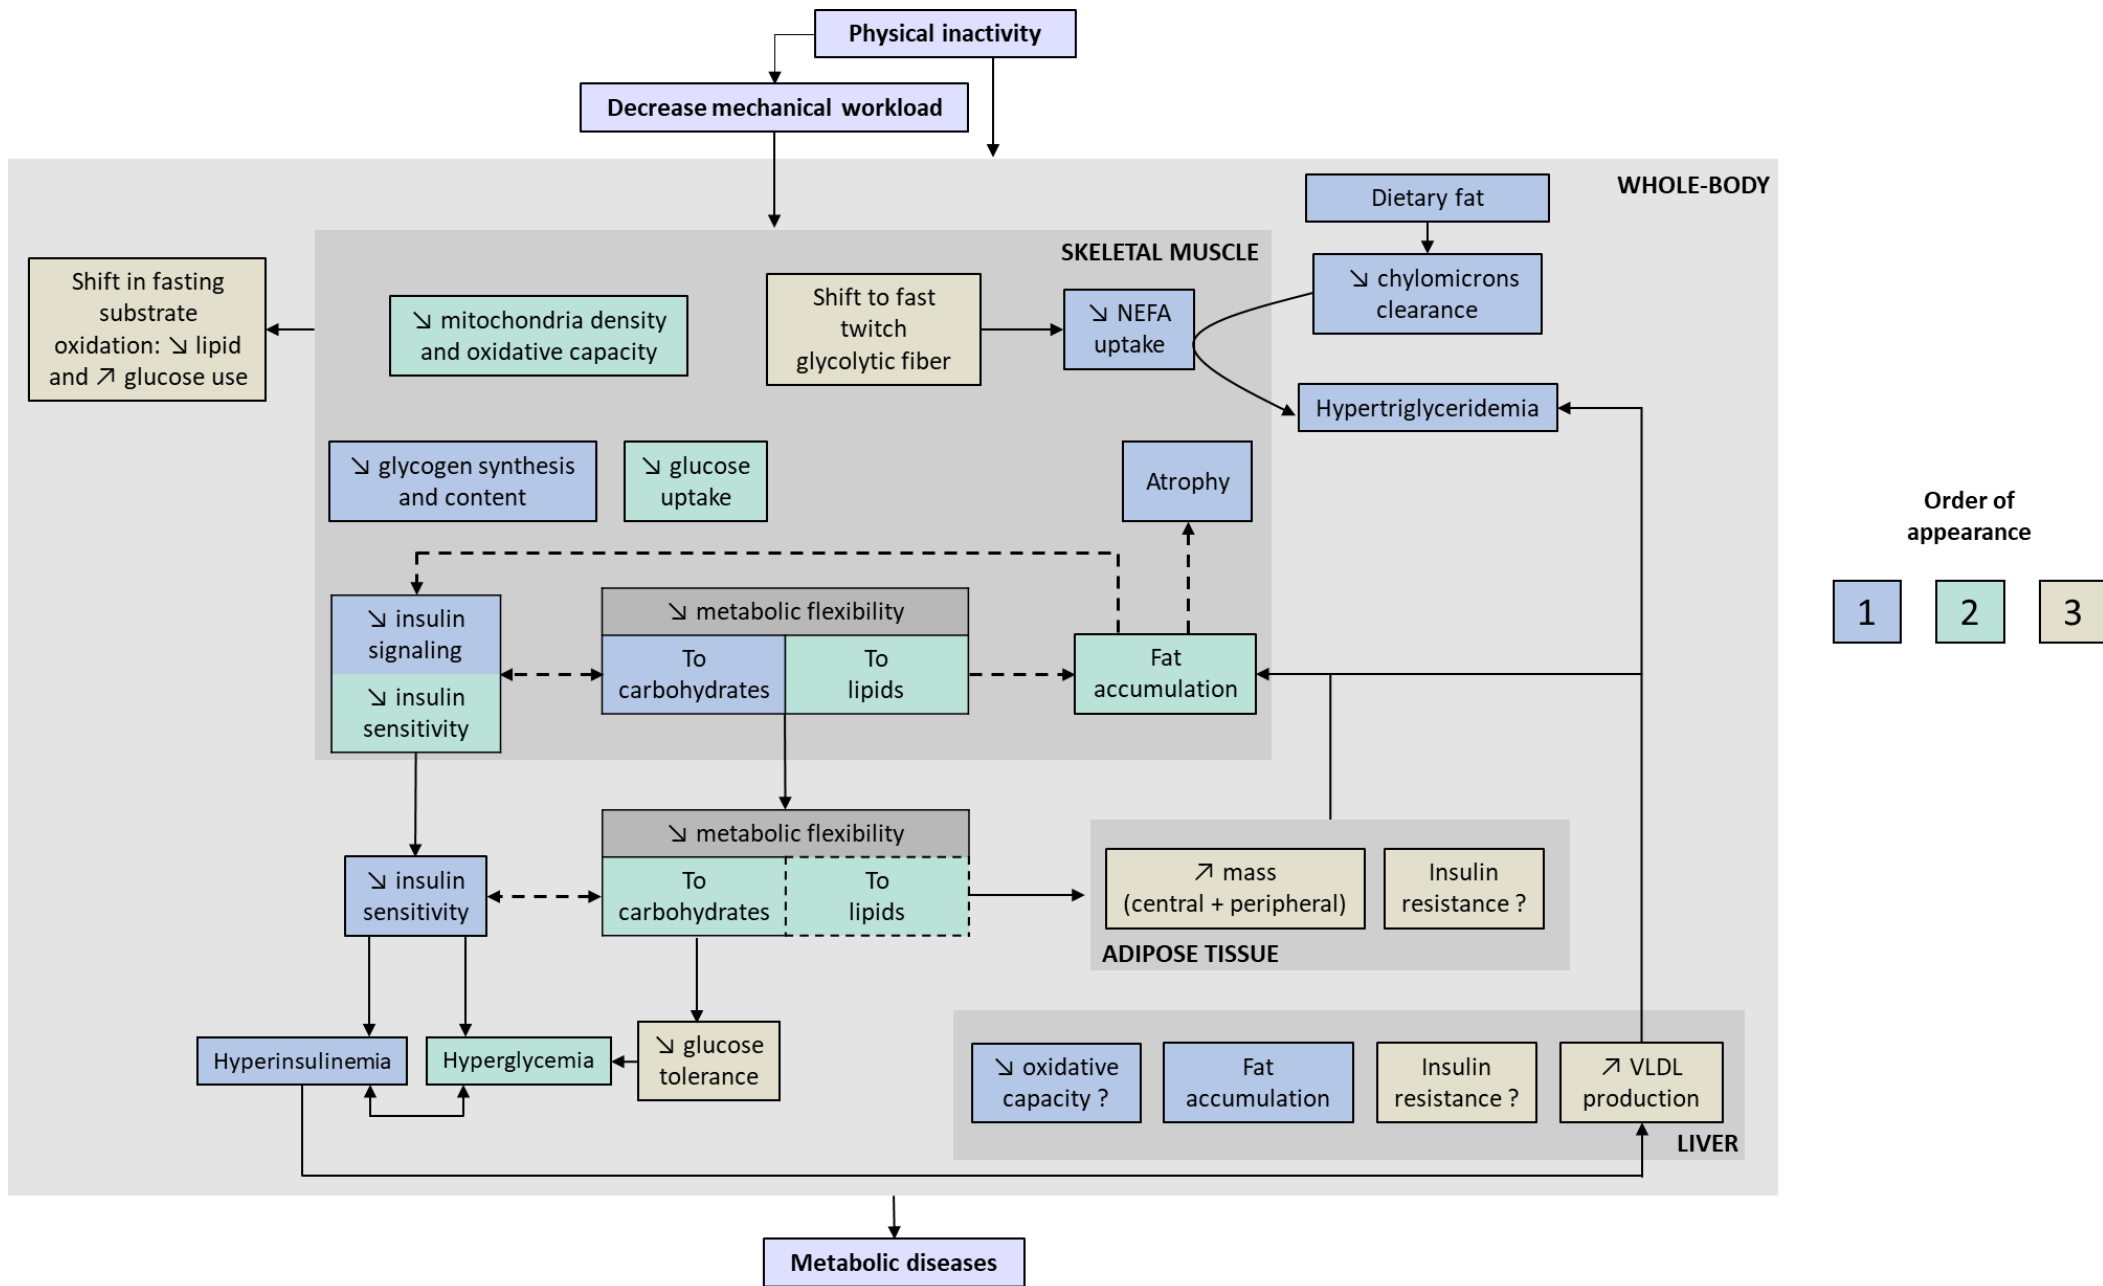 Physical inactivity
Decrease mechanical workload
WHOLE-BODY
Dietary fat
SKELETAL MUSCLE
↘ chylomicrons
clearance
Shift in fasting
substrate
oxidation: ↘ lipid
and ↗ glucose use
↘ mitochondria density
and oxidative capacity
Shift to fast
twitch
glycolytic fiber
↘ NEFA
uptake
Hypertriglyceridemia
↘ glycogen synthesis
and content
↘ glucose
uptake
Atrophy
Order of
appearance
1
2
3
↘ insulin
signaling
↘ insulin
sensitivity
↘ metabolic flexibility
To
carbohydrates
To
lipids
Fat
accumulation
↘ metabolic flexibility
To
carbohydrates
To
lipids
↘ insulin
sensitivity
↗ mass
(central + peripheral)
Insulin
resistance ?
ADIPOSE TISSUE
Hyperinsulinemia
Hyperglycemia
↘ glucose
tolerance
↘ oxidative
capacity ?
Fat
accumulation
Insulin
resistance ?
↗ VLDL
production
LIVER
Metabolic diseases